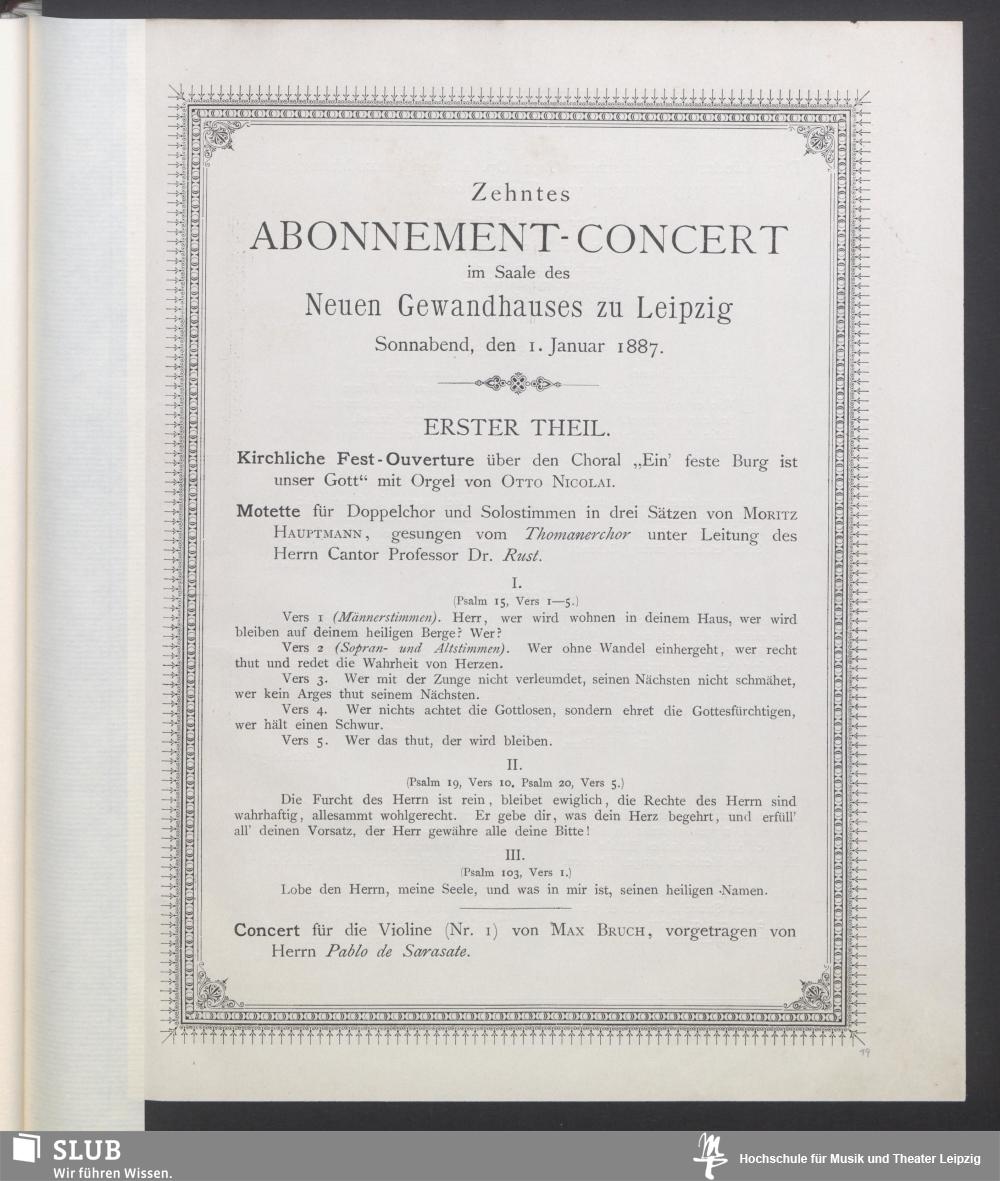 Zehntes
ABONNEMENT-CONCERT
im Saale des
Neuen Gewandhauses zu Leipzig
Sonnabend, den 1. Januar 1887.
ERSTER THEIL.
Kirchliche Fest-Ouverture über den Choral „Ein' feste Burg ist
unser Gott“ mit Orgel von OTTO NICOLAI.
Motette für Doppelchor und Solostimmen in drei Sätzen von MORITZ
HAUPTMANN, gesungen vom Thomanerchor unter Leitung des
Herrn Cantor Professor Dr. Rust.
I.
(Psalm 15, Vers 1—5.)
Vers 1 (Männerstimmen). Herr, wer wird wohnen in deinem Haus, wer wird
bleiben auf deinem heiligen Berge? Wer?
Vers 2 (Sopran- und Altstimmen). Wer ohne Wandel einhergeht, wer recht
thut und redet die Wahrheit von Herzen.
Vers 3. Wer mit der Zunge nicht verleumdet, seinen Nächsten nicht schmähet,
wer kein Arges thut seinem Nächsten.
Vers 4. Wer nichts achtet die Gottlosen, sondern ehret die Gottesfürchtigen,
wer hält einen Schwur.
Vers 5. Wer das thut, der wird bleiben.
II.
(Psalm 19, Vers 10. Psalm 20, Vers 5.)
Die Furcht des Herrn ist rein, bleibet ewiglich, die Rechte des Herrn sind
wahrhaftig, allesammt wohlgerecht. Er gebe dir, was dein Herz begehrt, und erfüll'
all' deinen Vorsatz, der Herr gewähre alle deine Bitte!
III.
(Psalm 103, Vers 1.)
Lobe den Herrn, meine Seele, und was in mir ist, seinen heiligen Namen.
Concert für die Violine (Nr. 1) von MAX BRUCH, vorgetragen von
Herrn Pablo de Sarasate.
19
SLUB
Wir führen Wissen.
Hochschule für Musik und Theater Leipzig